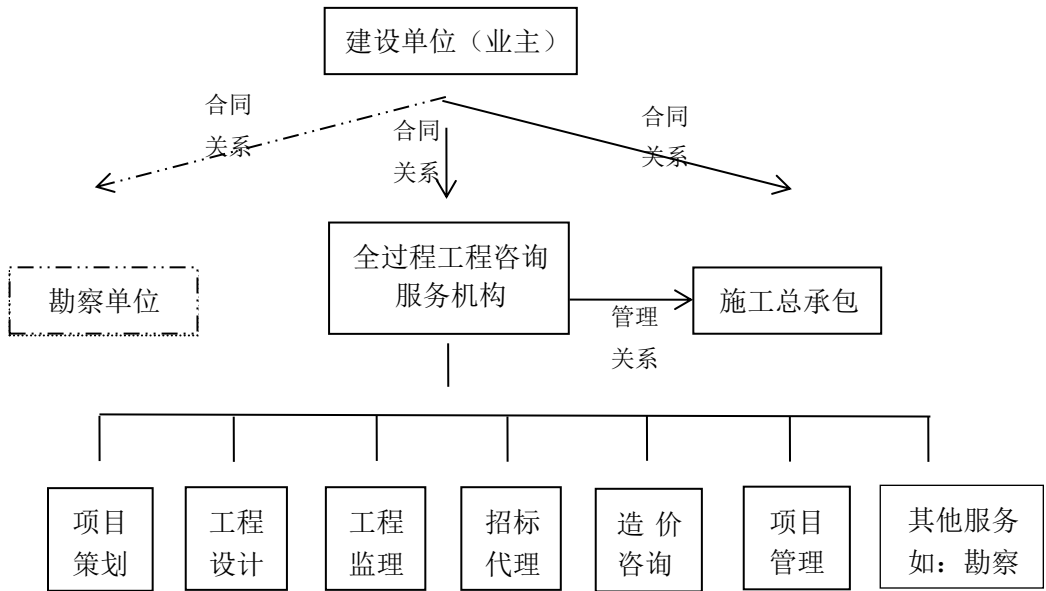 建设单位（业主）
合同
关系
合同
关系
合同
关系
勘察单位
全过程工程咨询
服务机构
管理
关系
施工总承包
项目
策划
工程
设计
工程
监理
招标
代理
造 价
咨询
项目
管理
其他服务
如：勘察